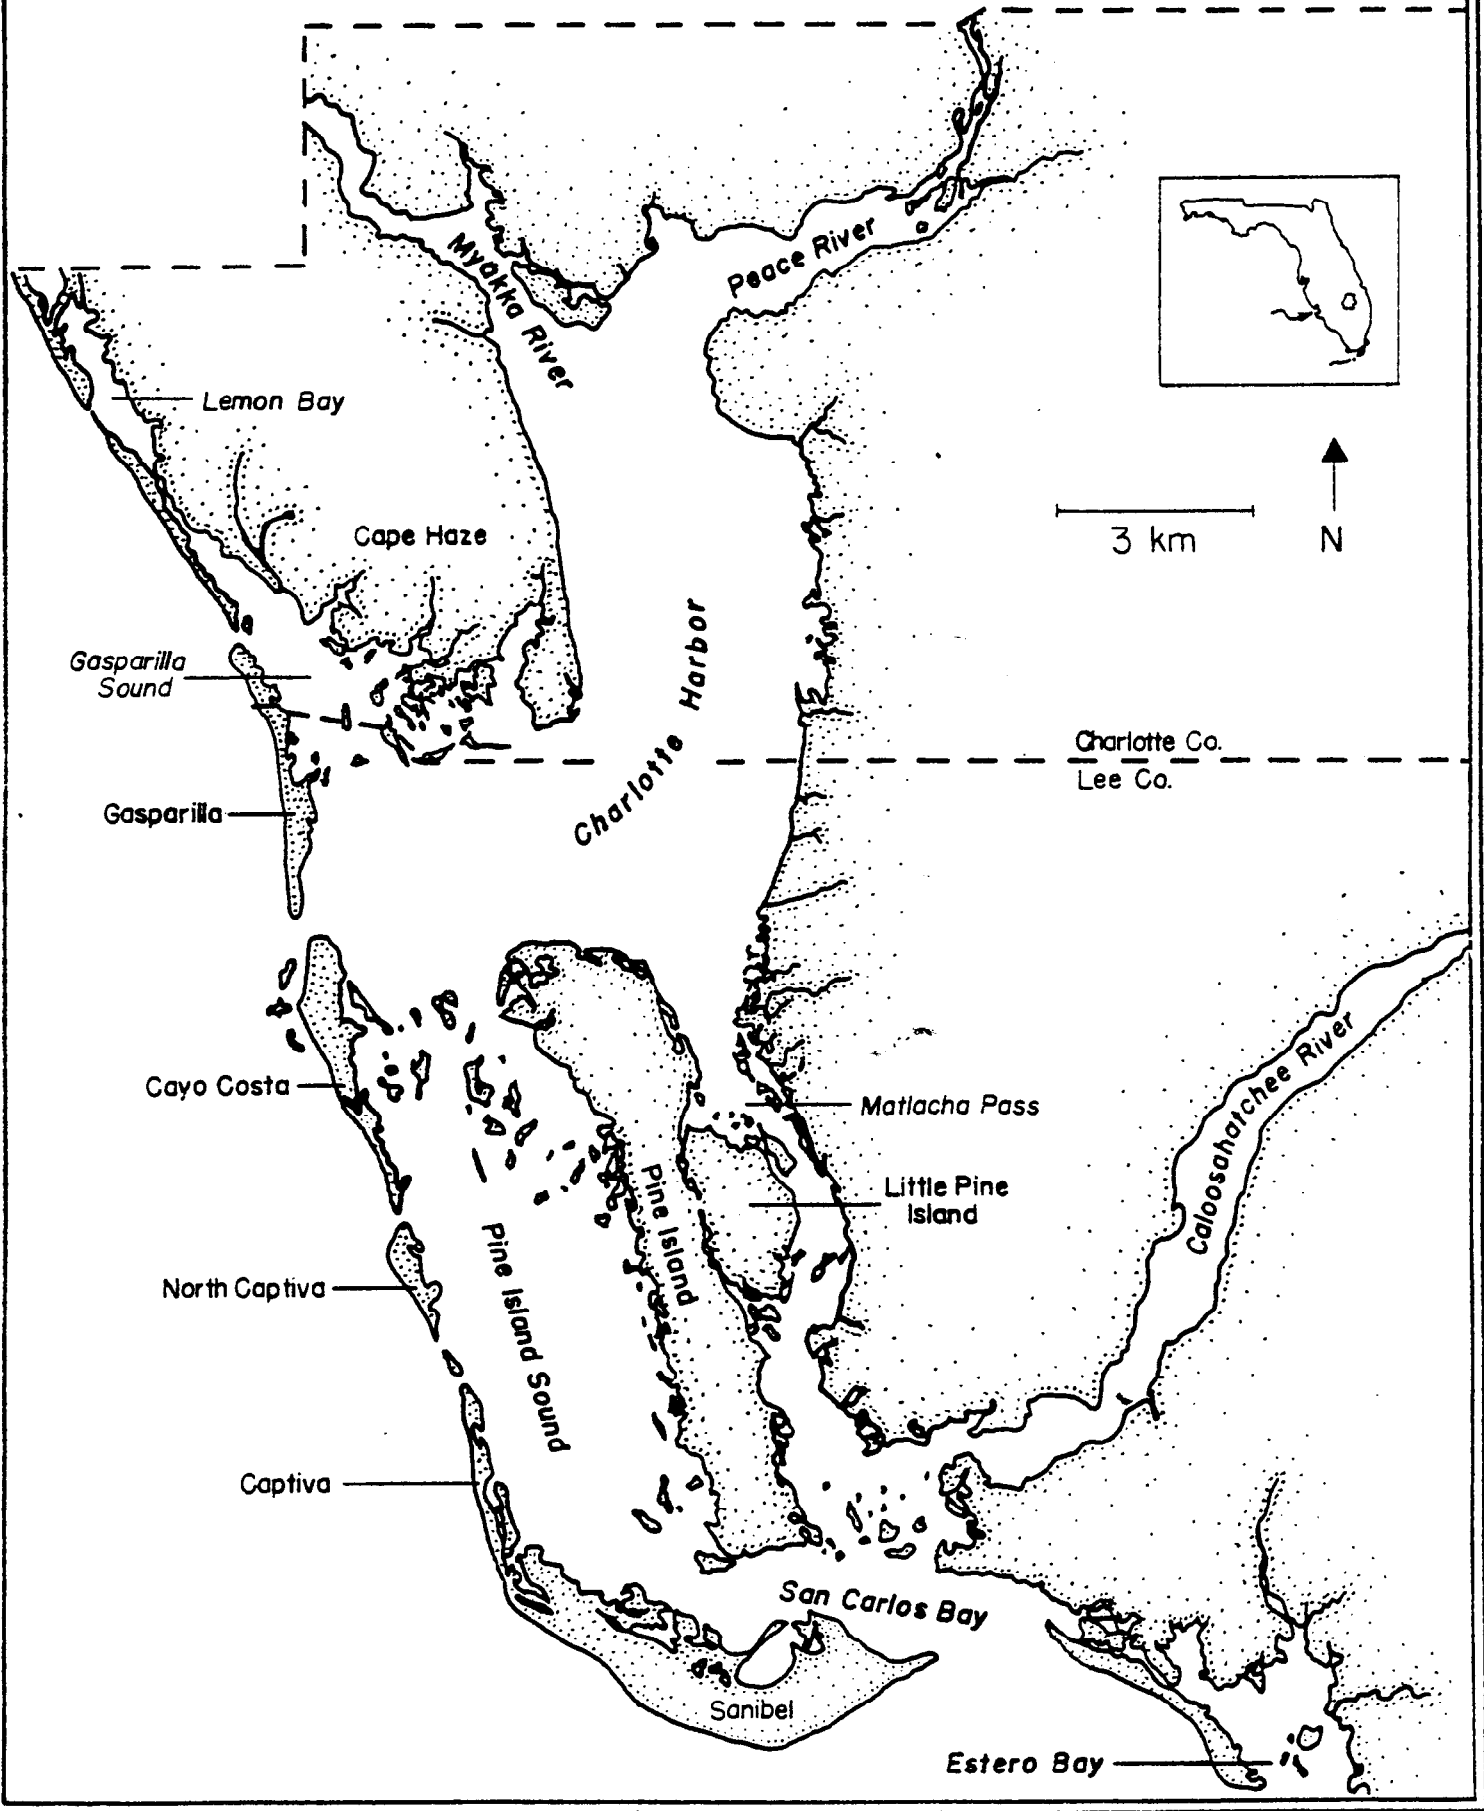 Peace River
Myakka River
Lemon Bay
3 km
N
Cape Haze
Gasparilla
Sound
Charlotte Harbor
Charlotte Co.
Lee Co.
Gasparilla
Caloosahatchee River
Cayo Costa
Matlacha Pass
Pine Island
Little Pine
Island
Pine Island Sound
North Captiva
Captiva
San Carlos Bay
Sanibel
Estero Bay